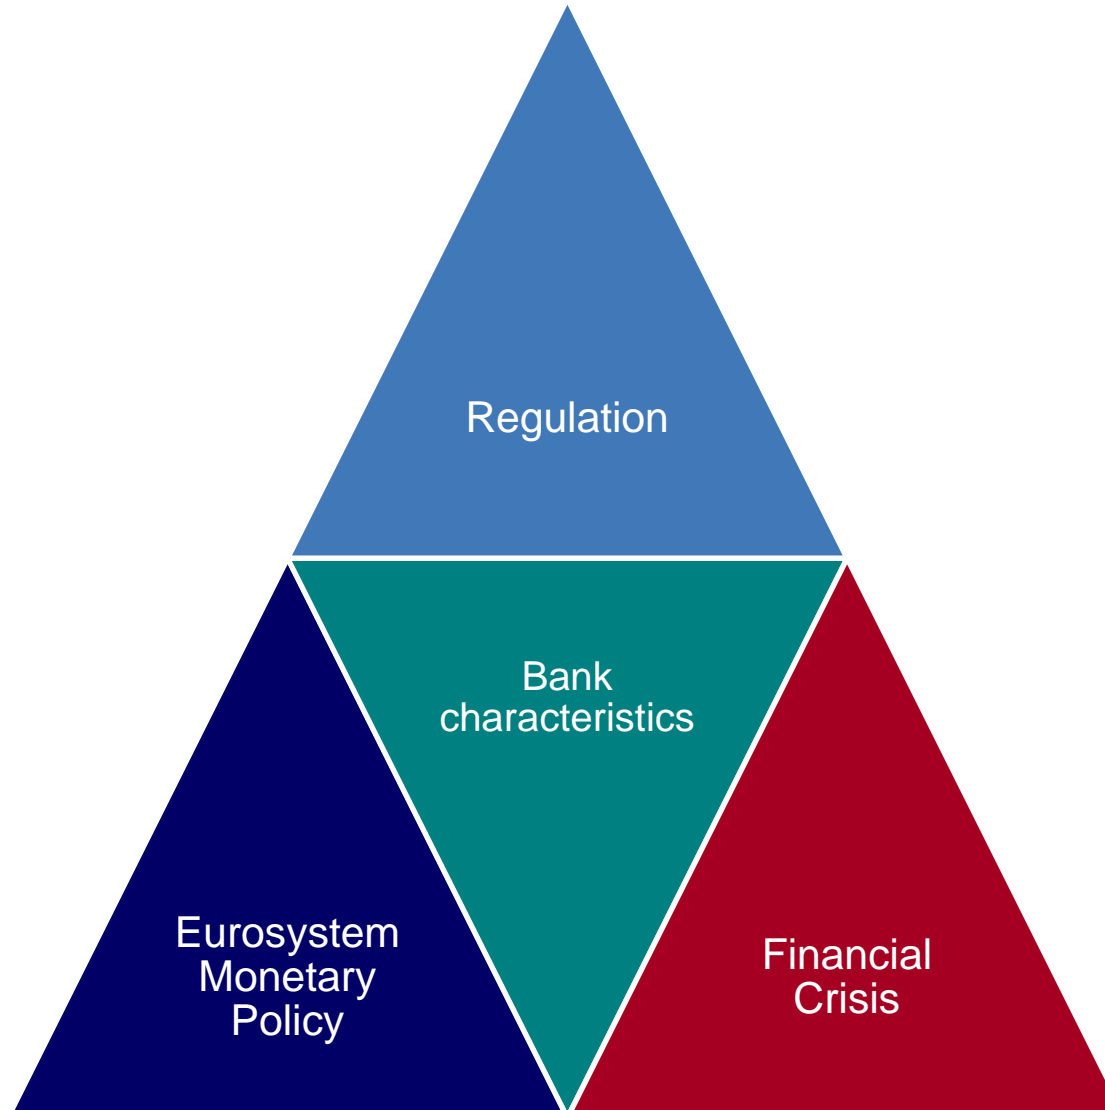 Regulation
Bank
characteristics
Eurosystem
Monetary
Policy
Financial
Crisis